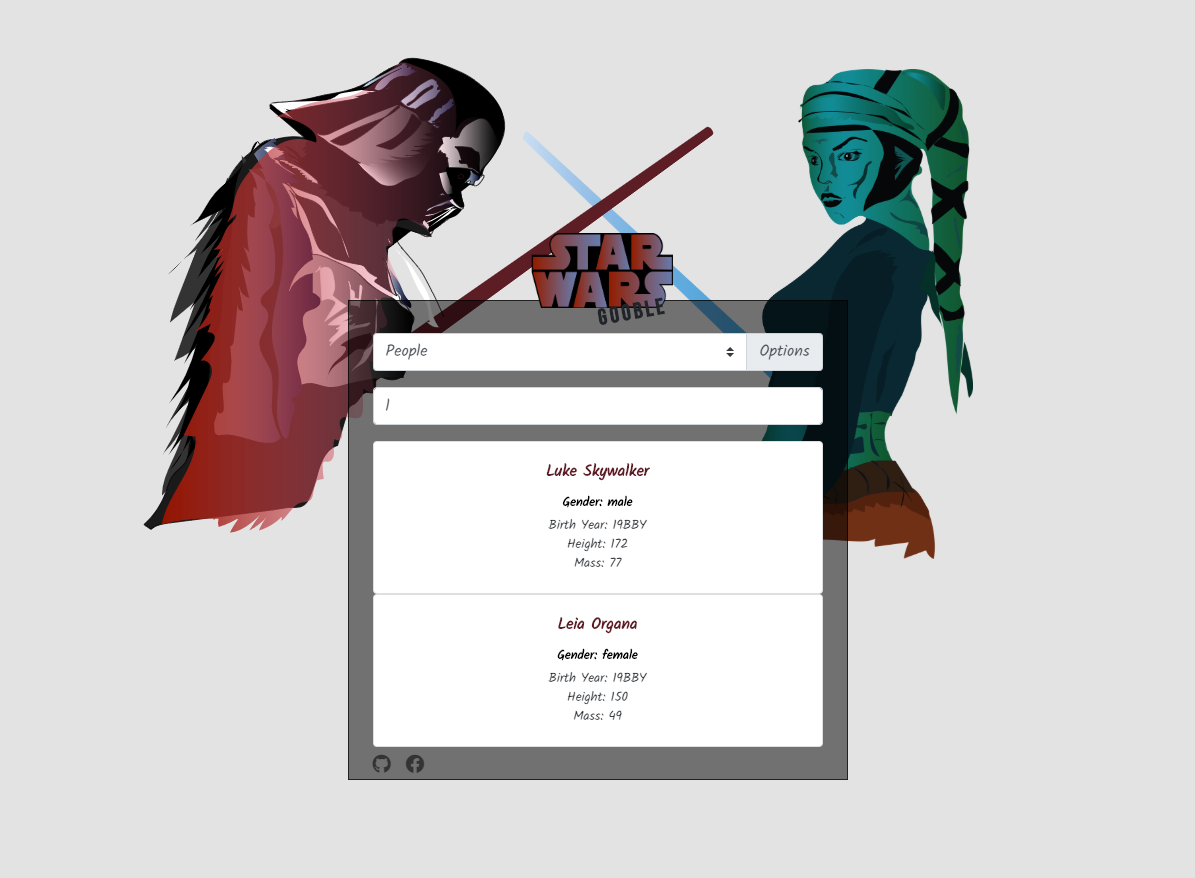 STAR
WARS
GOOBLE
People
Options
l
Luke Skywalker
Gender: male
Birth Year: 19BBY
Height: 172
Mass: 77
Leia Organa
Gender: female
Birth Year: 19BBY
Height: 150
Mass: 49